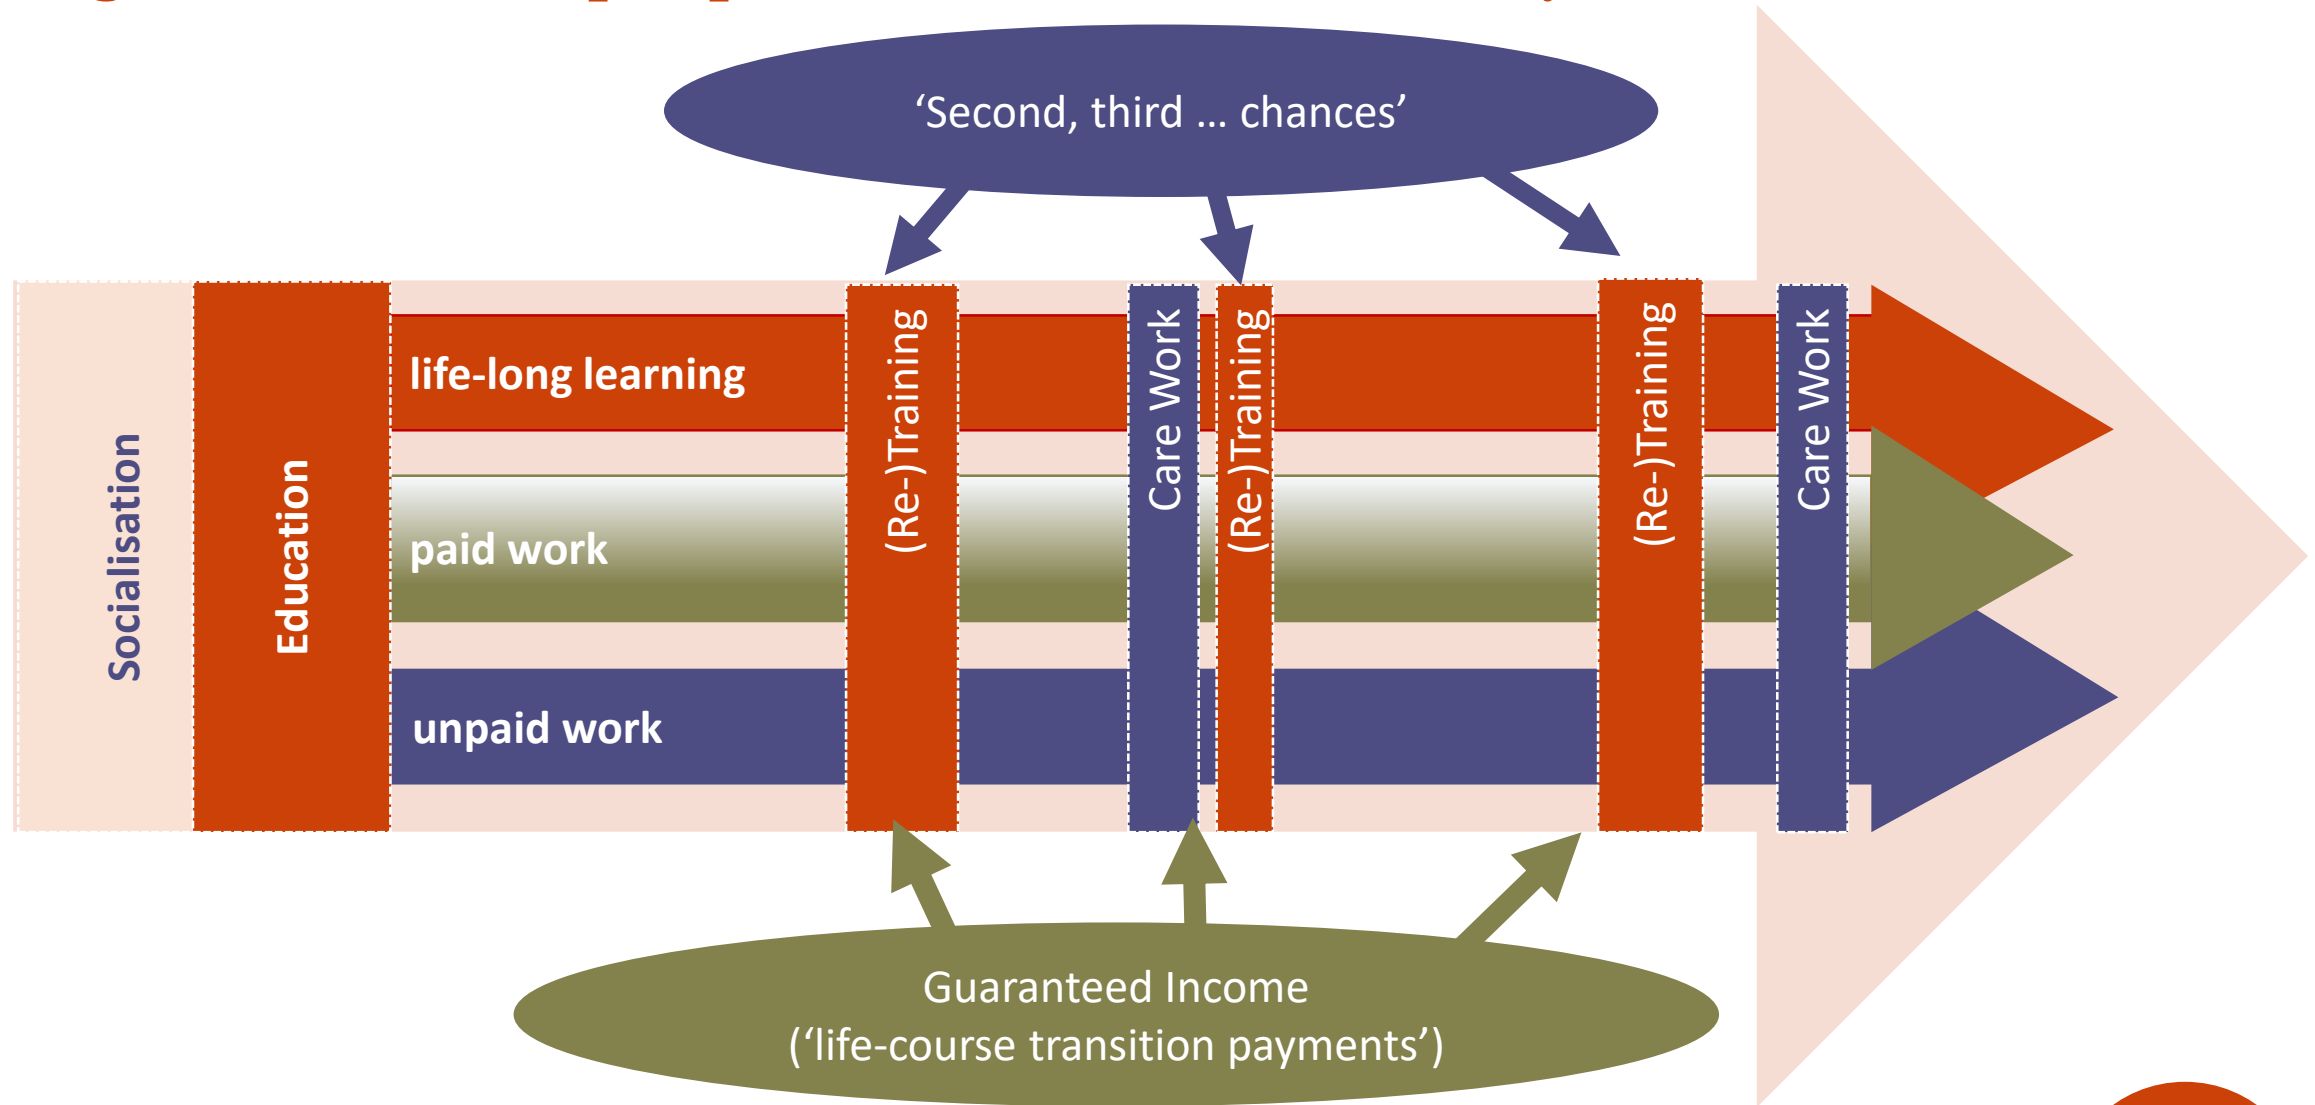 ‘Second, third ... chances’
Socialisation
Education
life-long learning
paid work
unpaid work
(Re-)Training
Care Work
(Re-)Training
(Re-)Training
Care Work
Guaranteed Income
(‘life-course transition payments’)